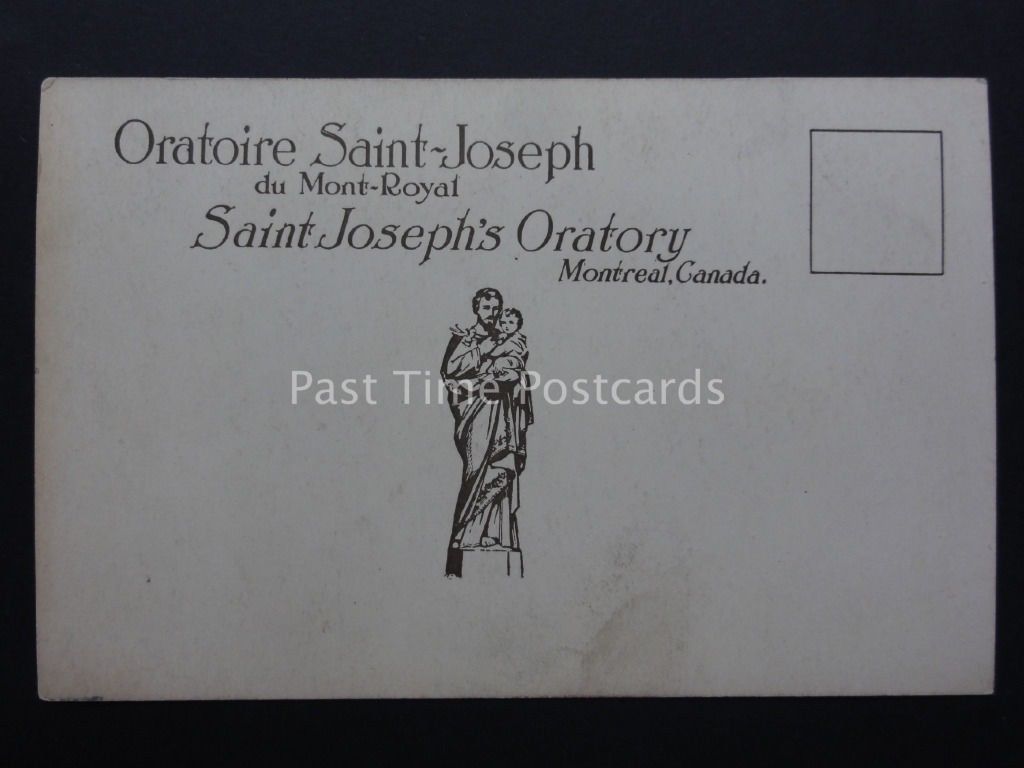 Oratoire Saint-Joseph
du Mont-Royal
Saint Joseph's Oratory
Montreal, Canada.
Past Time Postcards